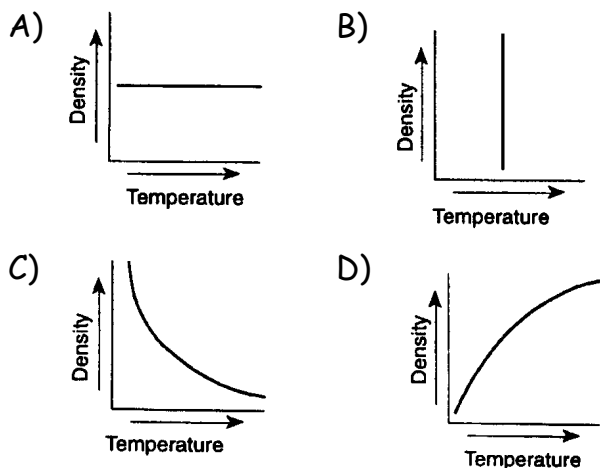 A)
Density
Temperature
B)
Density
Temperature
C)
Density
Temperature
D)
Density
Temperature